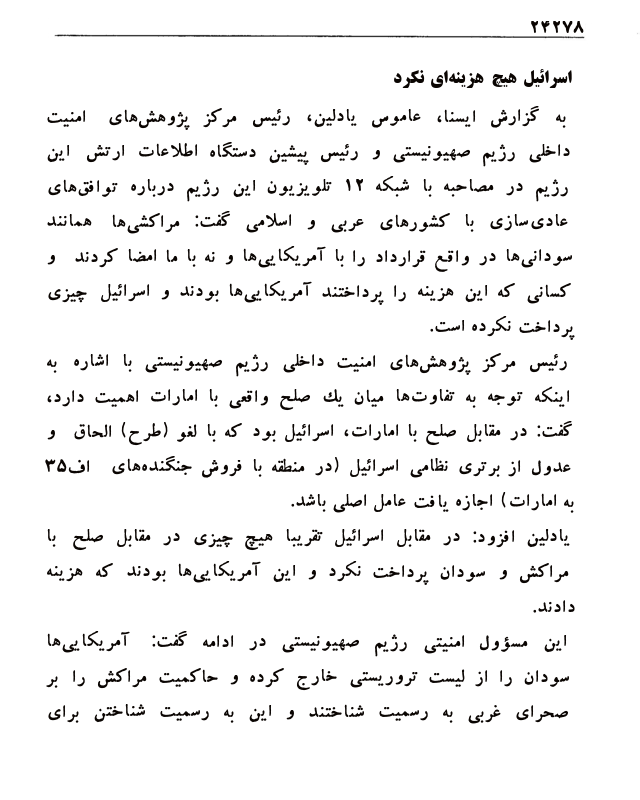 ۲۴۲۷۸
اسرائیل هیچ هزینه‌ای نکرد
به گزارش ایسنا، عاموس یادلین، رئیس مرکز پژوهش‌های امنیت
داخلی رژیم صهیونیستی و رئیس پیشین دستگاه اطلاعات ارتش این
رژیم در مصاحبه با شبکه ۱۲ تلویزیون این رژیم درباره توافق‌های
عادی‌سازی با کشورهای عربی و اسلامی گفت: مراکشی‌ها همانند
سودانی‌ها در واقع قرارداد را با آمریکایی‌ها و نه با ما امضا کردند و
کسانی که این هزینه را پرداختند آمریکایی‌ها بودند و اسرائیل چیزی
پرداخت نکرده است.
رئیس مرکز پژوهش‌های امنیت داخلی رژیم صهیونیستی با اشاره به
اینکه توجه به تفاوت‌ها میان یك صلح واقعی با امارات اهمیت دارد،
گفت: در مقابل صلح با امارات، اسرائیل بود که با لغو (طرح) الحاق و
عدول از برتری نظامی اسرائیل (در منطقه با فروش جنگنده‌های اف۳۵
به امارات) اجازه یافت عامل اصلی باشد.
یادلین افزود: در مقابل اسرائیل تقریبا هیچ چیزی در مقابل صلح با
مراکش و سودان پرداخت نکرد و این آمریکایی‌ها بودند که هزینه
دادند.
این مسؤول امنیتی رژیم صهیونیستی در ادامه گفت: آمریکایی‌ها
سودان را از لیست تروریستی خارج کرده و حاکمیت مراکش را بر
صحرای غربی به رسمیت شناختند و این به رسمیت شناختن برای